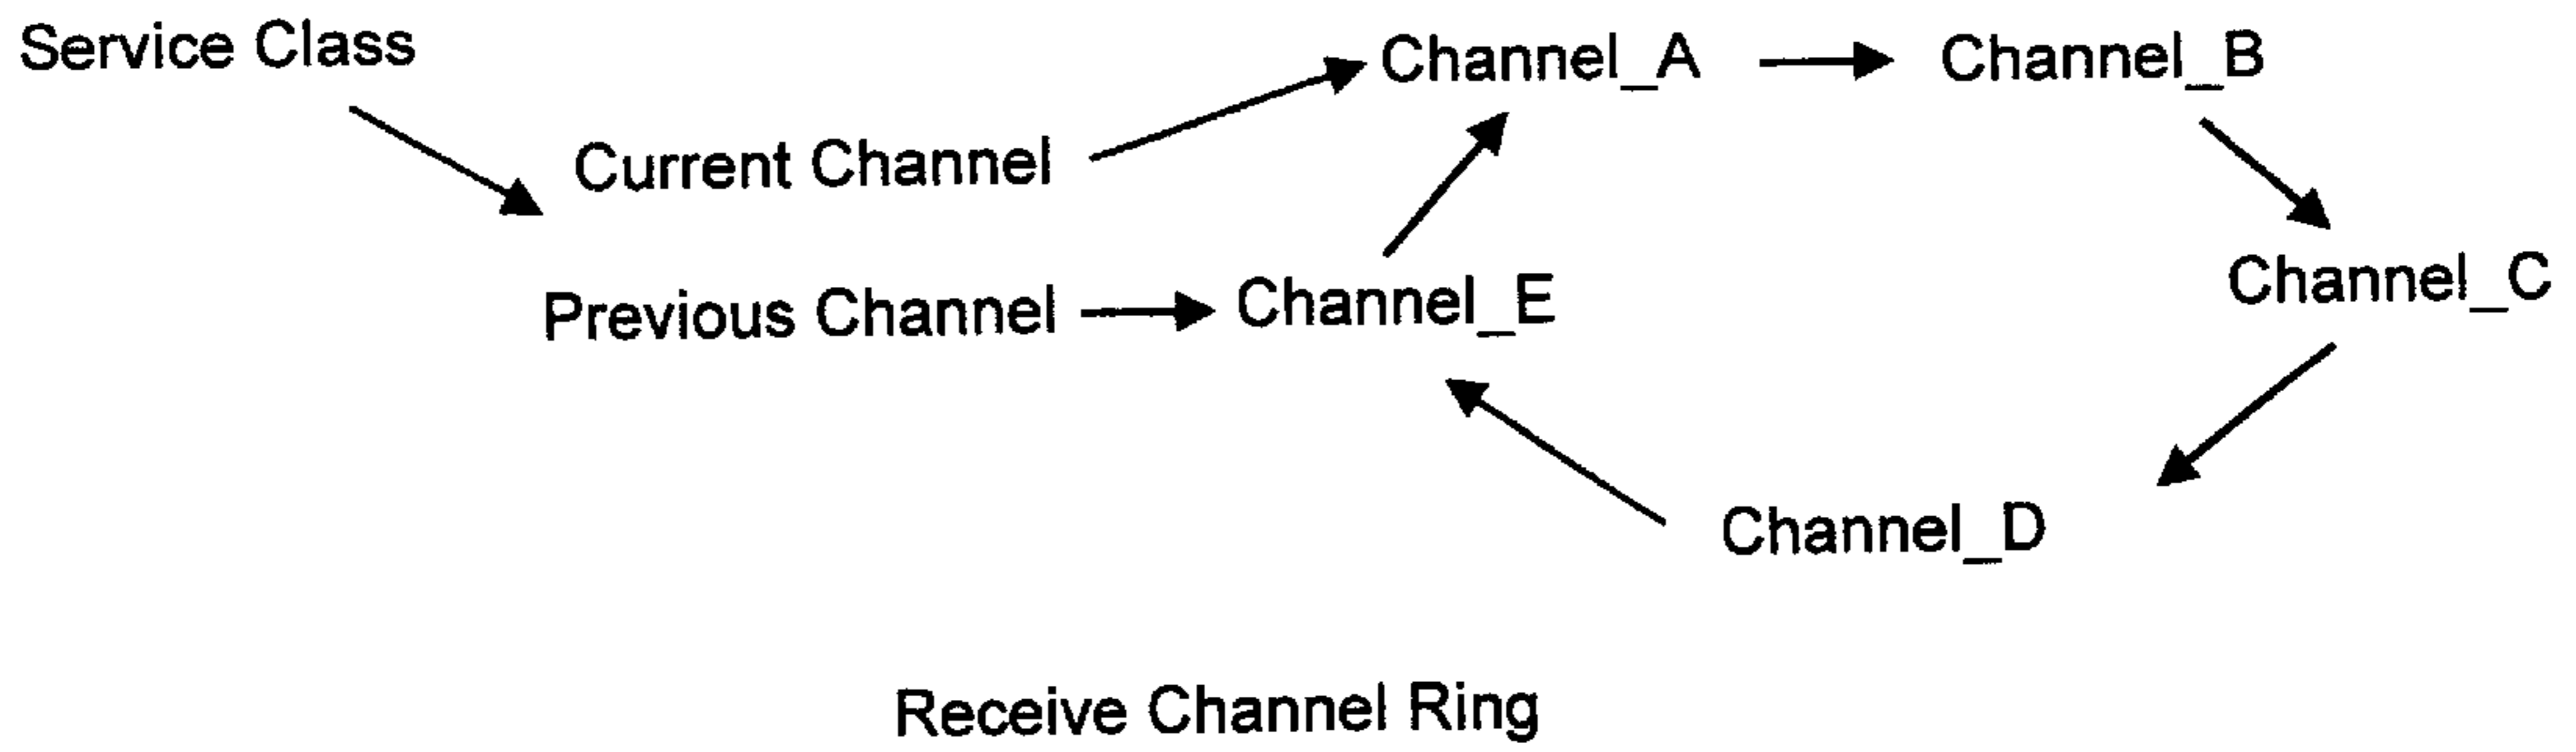 Service Class
Channel_A
Channel_B
Current Channel
Channel_C
Previous Channel
Channel_E
Channel_D
Receive Channel Ring